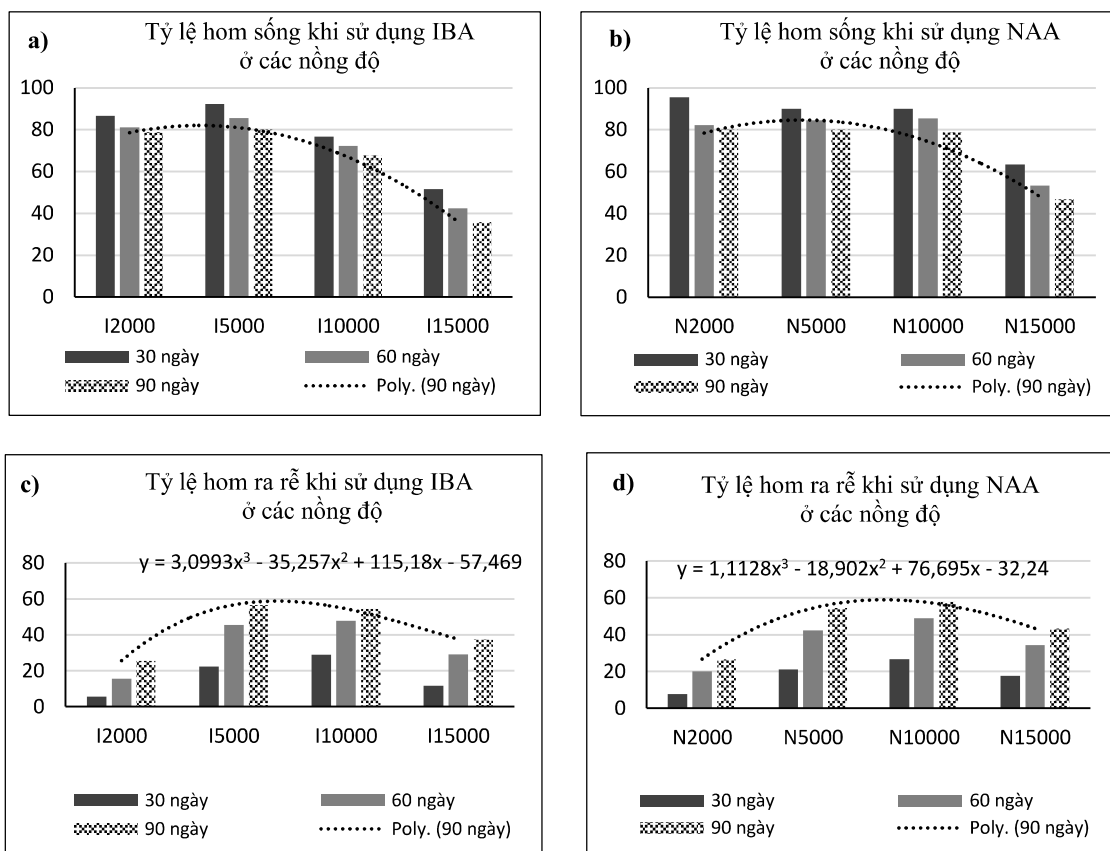 a)
Tỷ lệ hom sống khi sử dụng IBA
ở các nồng độ
100
80
60
40
20
0
I2000 I5000 I10000 I15000
30 ngày 60 ngày
90 ngày Poly. (90 ngày)
b)
Tỷ lệ hom sống khi sử dụng NAA
ở các nồng độ
100
80
60
40
20
0
N2000 N5000 N10000 N15000
30 ngày 60 ngày
90 ngày Poly. (90 ngày)
c)
Tỷ lệ hom ra rễ khi sử dụng IBA
ở các nồng độ
y = 3,0993x³ - 35,257x² + 115,18x - 57,469
80
60
40
20
0
I2000 I5000 I10000 I15000
30 ngày 60 ngày
90 ngày Poly. (90 ngày)
d)
Tỷ lệ hom ra rễ khi sử dụng NAA
ở các nồng độ
y = 1,1128x³ - 18,902x² + 76,695x - 32,24
80
60
40
20
0
N2000 N5000 N10000 N15000
30 ngày 60 ngày
90 ngày Poly. (90 ngày)